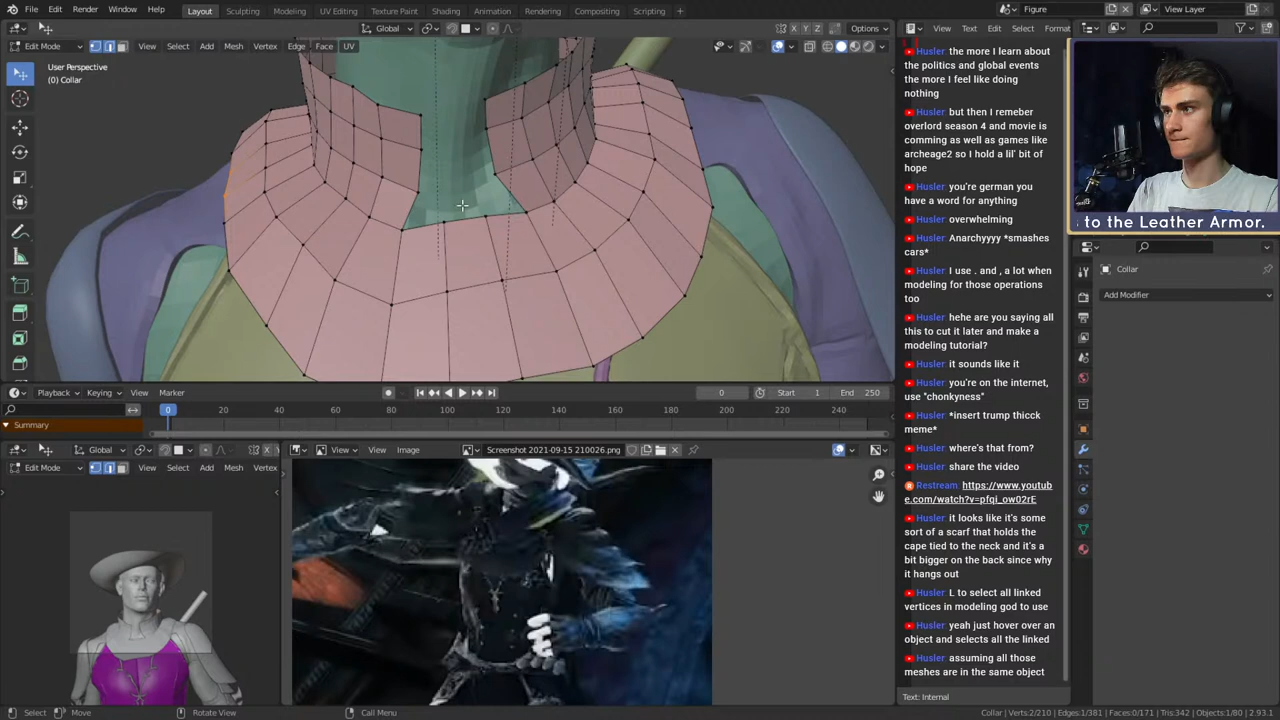 File Edit Render Window Help Layout Sculpting Modeling UV Editing Texture Paint Shading Animation Rendering Compositing Scripting + Figure View Layer
Global Options View Text Edit Select Format
Edit Mode View Select Add Mesh Vertex Edge Face UV
User Perspective
(0) Collar
Husler the more I learn about
the politics and global events
the more I feel like doing
nothing
Husler but then I remeber
overlord season 4 and movie is
comming as well as games like
archeage2 so I hold a lil' bit of
hope
Husler you're german you
have a word for anything
Husler overwhelming
Husler Anarchyyyy *smashes
cars*
Husler I use . and , a lot when
modeling for those operations
too
Husler hehe are you saying all
this to cut it later and make a
modeling tutorial?
Husler it sounds like it
Husler you're on the internet,
use "chonkyness"
Husler *insert trump thicck
meme*
Husler where's that from?
Husler share the video
Restream https://www.youtub
e.com/watch?v=pfqi_ow02rE
Husler it looks like it's some
sort of a scarf that holds the
cape tied to the neck and it's a
bit bigger on the back since why
it hangs out
Husler L to select all linked
vertices in modeling god to use
Husler yeah just hover over an
object and selects all the linked
Husler assuming all those
meshes are in the same object
Text: Internal
to the Leather Armor.
Collar
Add Modifier
Playback Keying View Marker 0 Start 1 End 250
0 20 40 60 80 100 120 140 160 180 200 220 240
Summary
Global
Edit Mode View Select Add Mesh Vertex
View View Image Screenshot 2021-09-15 210026.png
Select Move Rotate View Call Menu Collar | Verts:2/210 | Edges:1/381 | Faces:0/171 | Tris:342 | Objects:1/80 | 2.93.1